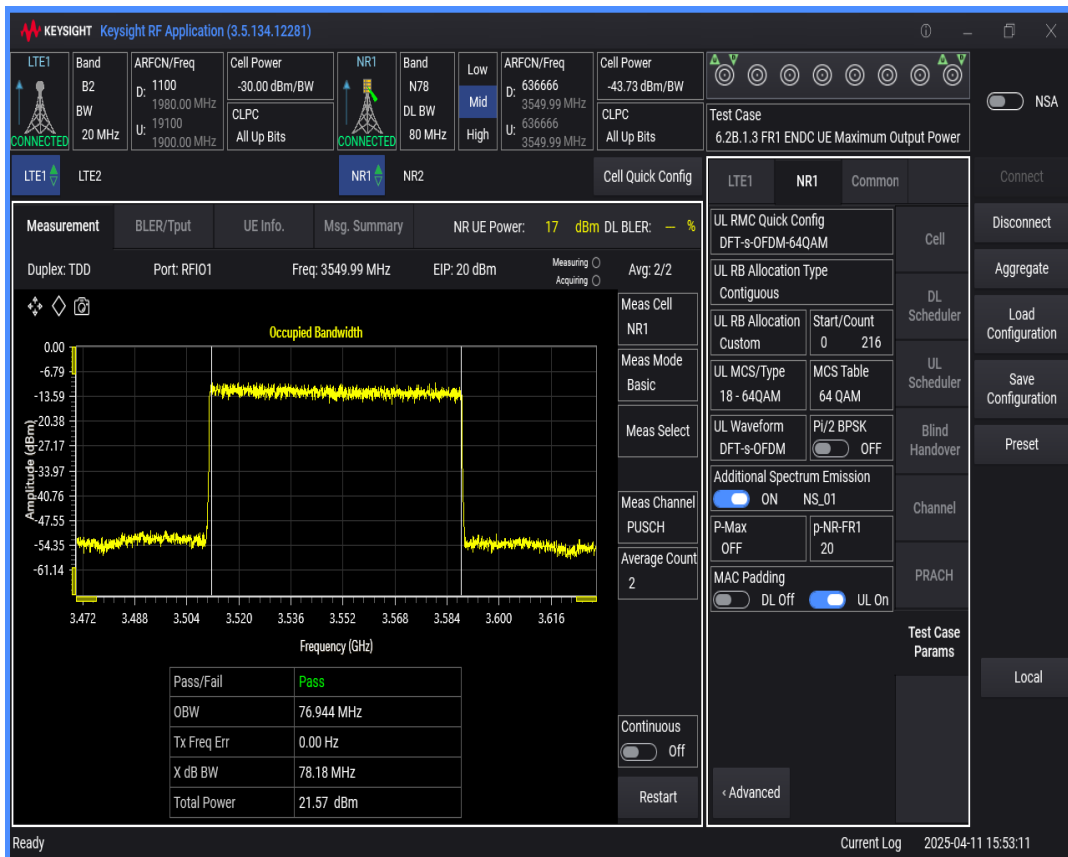 KEYSIGHT Keysight RF Application (3.5.134.12281)
LTE1
CONNECTED
Band
B2
BW
20 MHz
ARFCN/Freq
D: 1100
1980.00 MHz
U: 19100
1900.00 MHz
Cell Power
-30.00 dBm/BW
CLPC
All Up Bits
NR1
CONNECTED
Band
N78
DL BW
80 MHz
Low
Mid
High
ARFCN/Freq
D: 636666
3549.99 MHz
U: 636666
3549.99 MHz
Cell Power
-43.73 dBm/BW
CLPC
All Up Bits
Test Case
6.2B.1.3 FR1 ENDC UE Maximum Output Power
NSA
LTE1 LTE2 NR1 NR2 Cell Quick Config
Measurement BLER/Tput UE Info. Msg. Summary NR UE Power: 17 dBm DL BLER: — %
Duplex: TDD Port: RFIO1 Freq: 3549.99 MHz EIP: 20 dBm Measuring Avg: 2/2
Acquiring
Occupied Bandwidth
0.00
-6.79
-13.59
-20.38
-27.17
-33.97
-40.76
-47.55
-54.35
-61.14
Amplitude (dBm)
3.472 3.488 3.504 3.520 3.536 3.552 3.568 3.584 3.600 3.616
Frequency (GHz)
Pass/Fail Pass
OBW 76.944 MHz
Tx Freq Err 0.00 Hz
X dB BW 78.18 MHz
Total Power 21.57 dBm
Meas Cell
NR1
Meas Mode
Basic
Meas Select
Meas Channel
PUSCH
Average Count
2
Continuous
Off
Restart
LTE1 NR1 Common
UL RMC Quick Config
DFT-s-OFDM-64QAM
UL RB Allocation Type
Contiguous
UL RB Allocation Start/Count
Custom 0 216
UL MCS/Type MCS Table
18 - 64QAM 64 QAM
UL Waveform Pi/2 BPSK
DFT-s-OFDM OFF
Additional Spectrum Emission
ON NS_01
P-Max p-NR-FR1
OFF 20
MAC Padding
DL Off UL On
‹ Advanced
Cell
DL
Scheduler
UL
Scheduler
Blind
Handover
Channel
PRACH
Test Case
Params
Connect
Disconnect
Aggregate
Load
Configuration
Save
Configuration
Preset
Local
Ready Current Log 2025-04-11 15:53:11